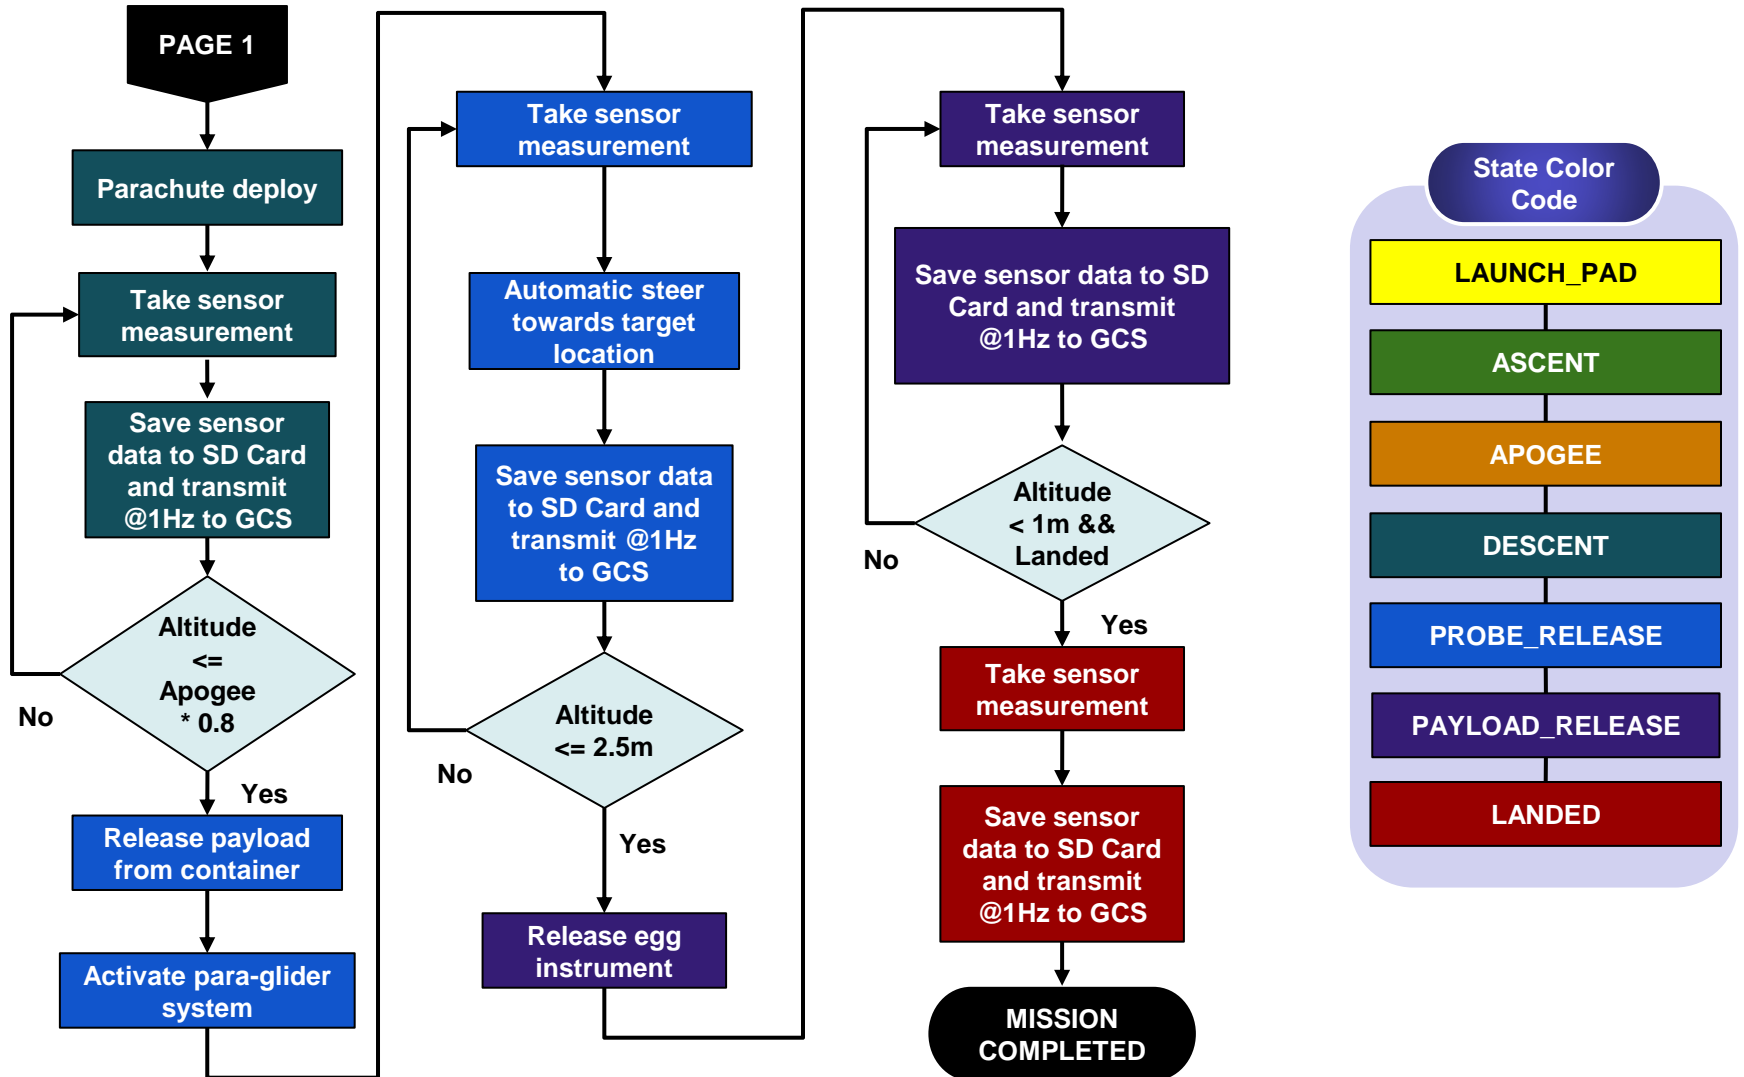 PAGE 1
Parachute deploy
Take sensor
measurement
Save sensor
data to SD Card
and transmit
@1Hz to GCS
Altitude
<=
Apogee
* 0.8
No
Yes
Release payload
from container
Activate para-glider
system
Take sensor
measurement
Automatic steer
towards target
location
Save sensor data
to SD Card and
transmit @1Hz
to GCS
Altitude
<= 2.5m
No
Yes
Release egg
instrument
Take sensor
measurement
Save sensor data to SD
Card and transmit
@1Hz to GCS
Altitude
< 1m &&
Landed
No
Yes
Take sensor
measurement
Save sensor
data to SD Card
and transmit
@1Hz to GCS
MISSION
COMPLETED
State Color
Code
LAUNCH_PAD
ASCENT
APOGEE
DESCENT
PROBE_RELEASE
PAYLOAD_RELEASE
LANDED